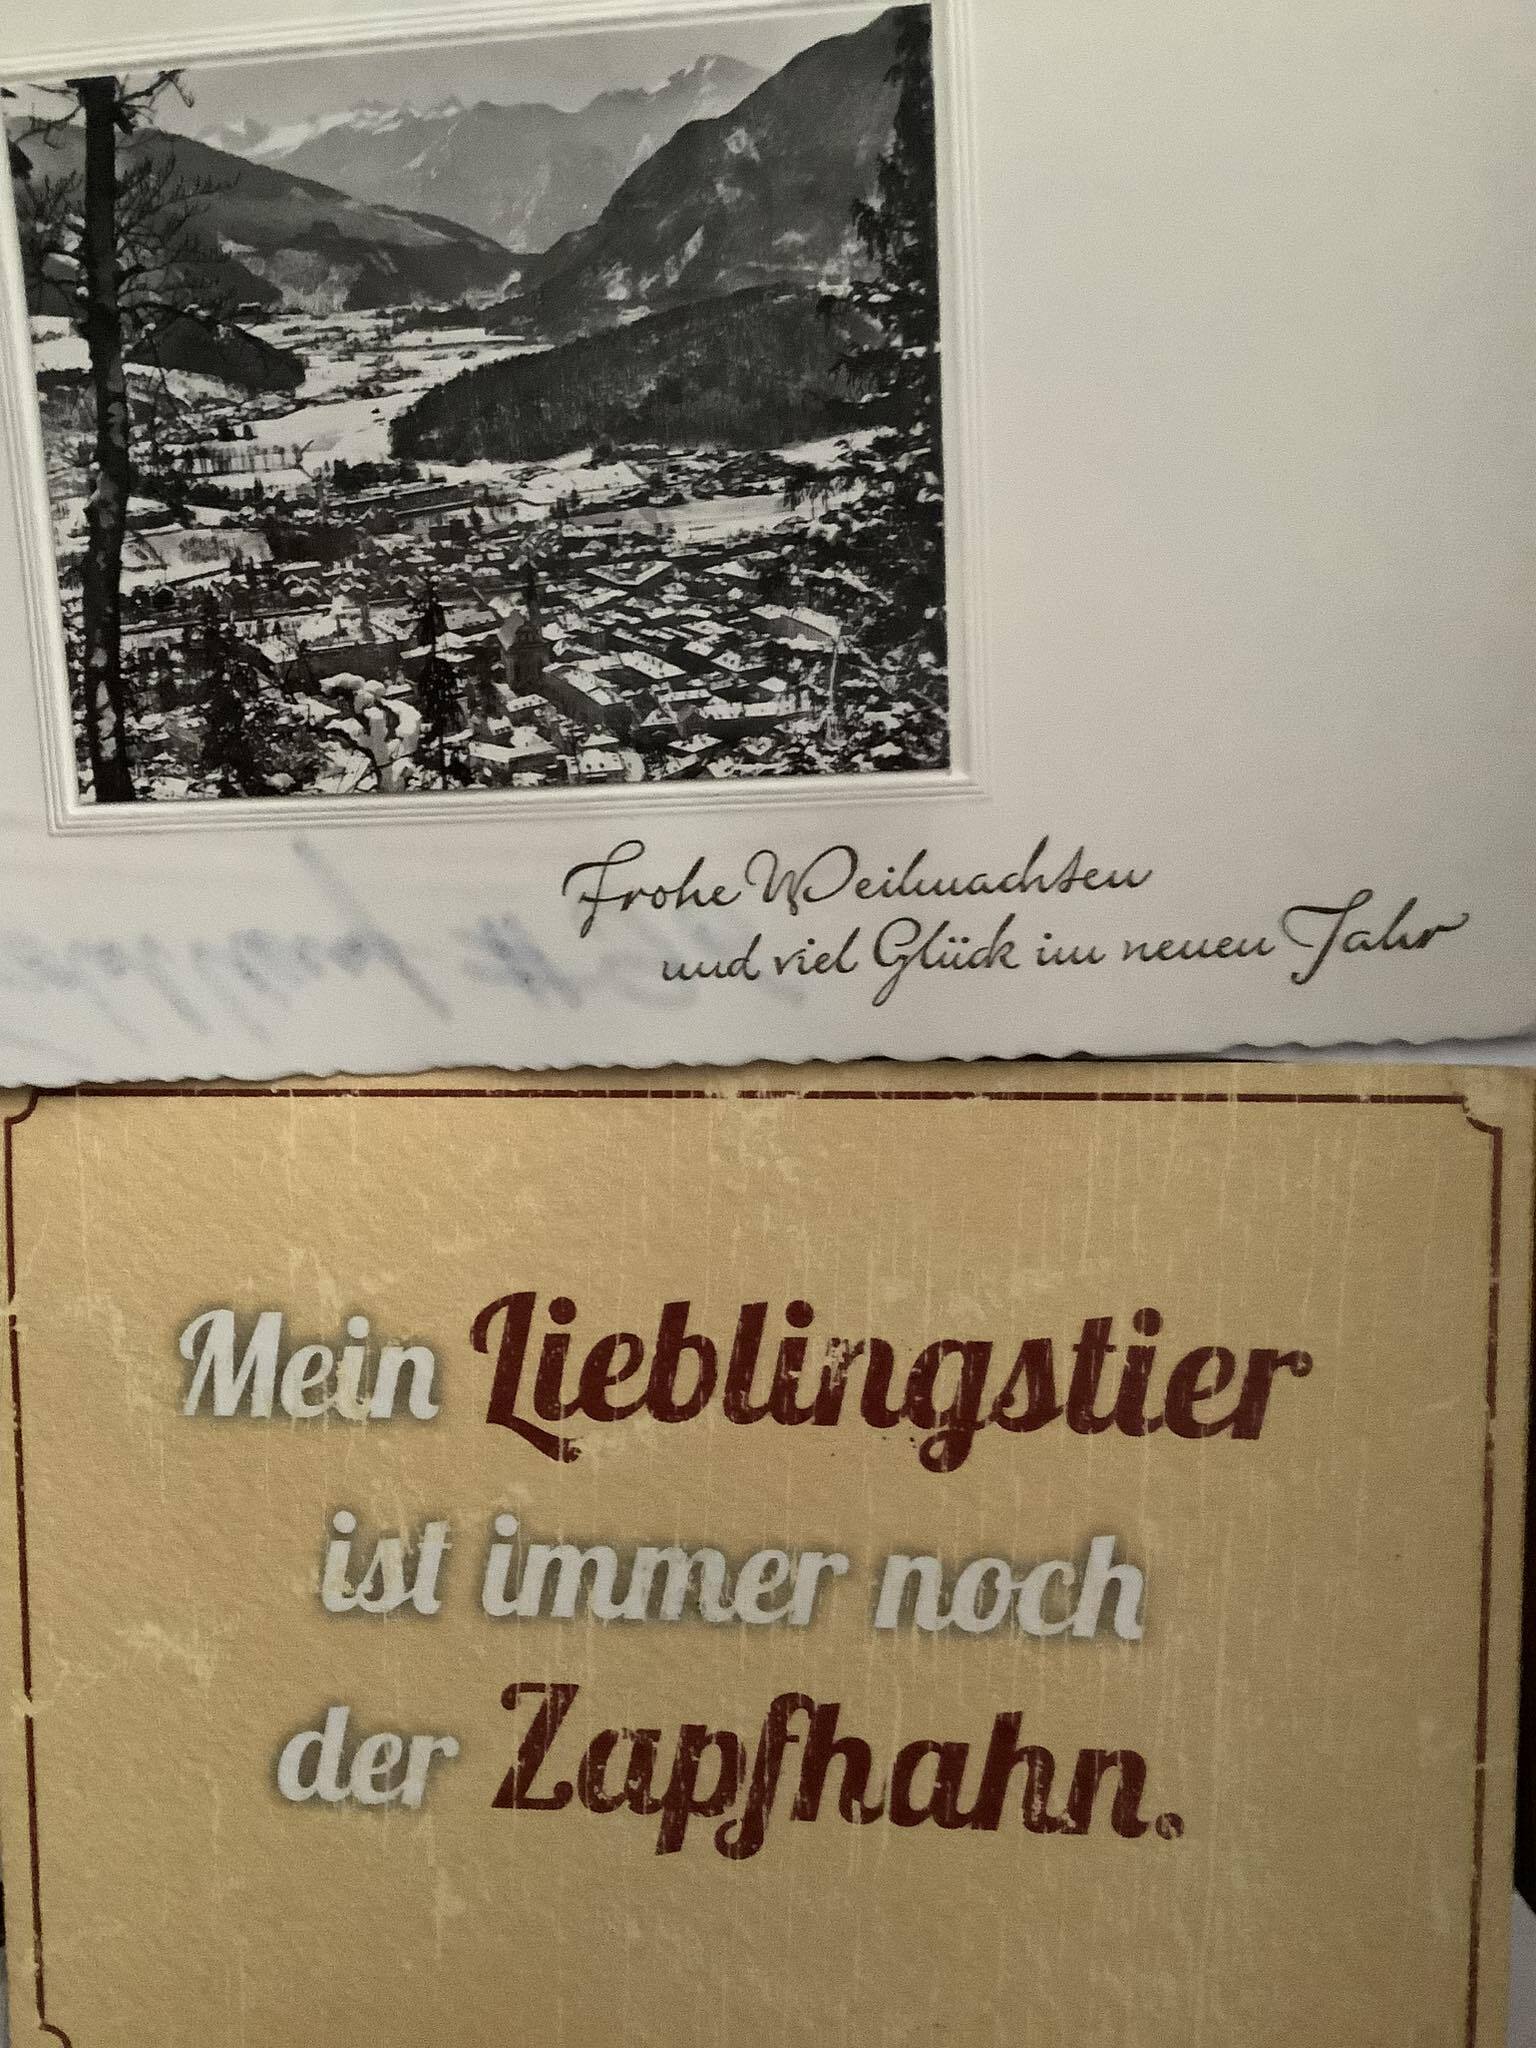 Frohe Weihnachten
und viel Glück im neuen Jahr
Mein Lieblingstier
ist immer noch
der Zapfhahn.